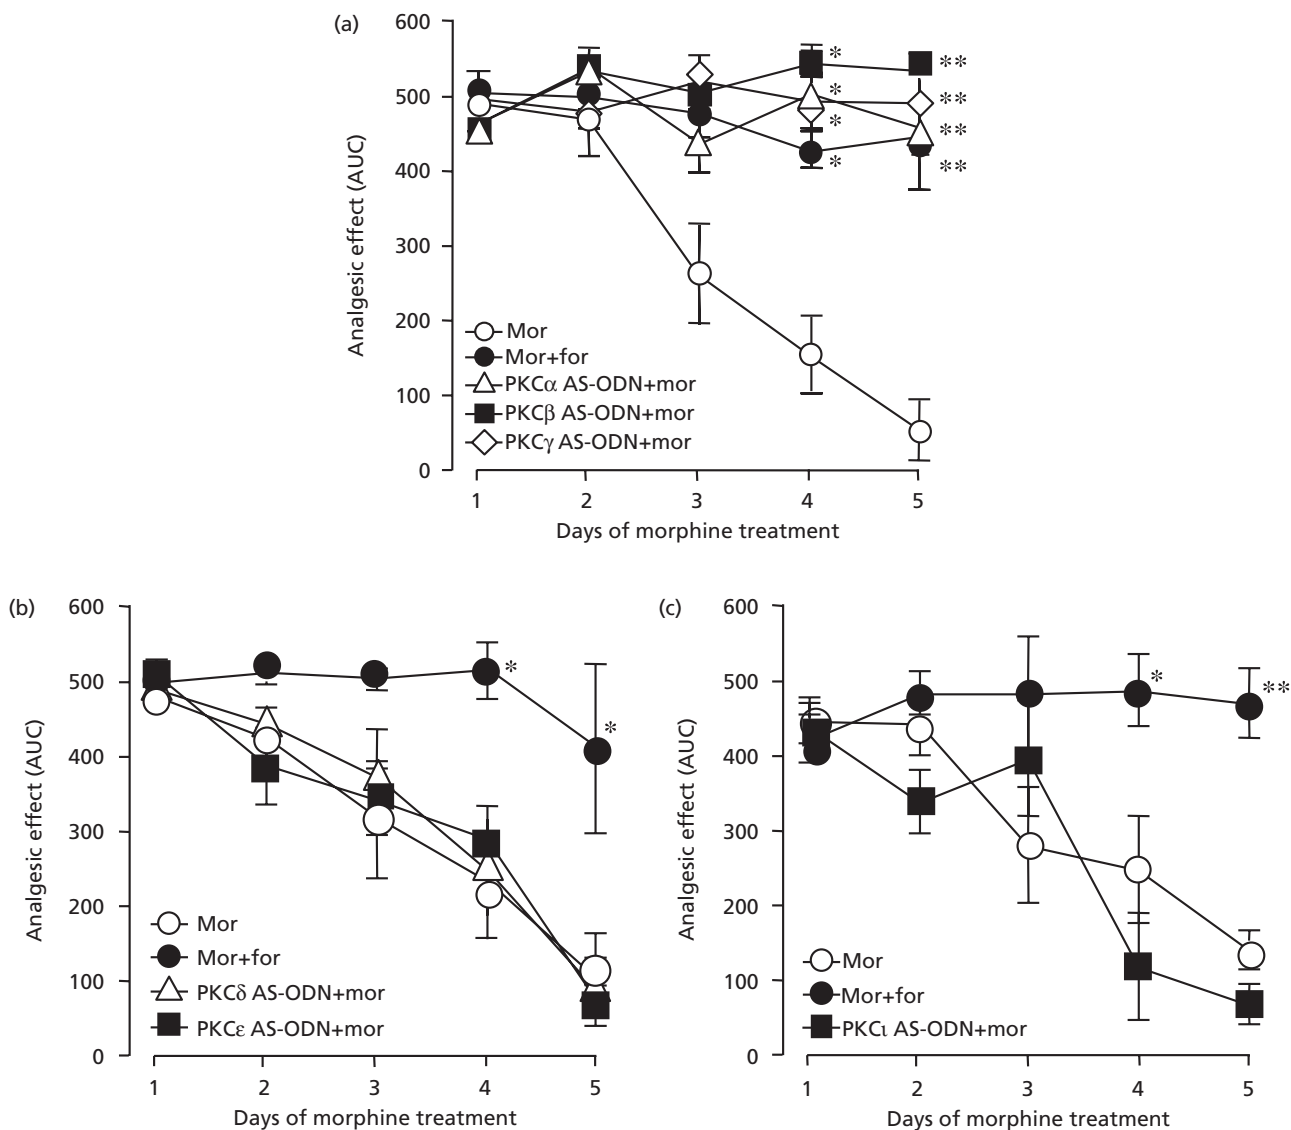 (a)
600
500
400
300
200
100
0
Analgesic effect (AUC)
*
*
*
*
**
**
**
**
Mor
Mor+for
PKCα AS-ODN+mor
PKCβ AS-ODN+mor
PKCγ AS-ODN+mor
1 2 3 4 5
Days of morphine treatment
(b)
600
500
400
300
200
100
0
Analgesic effect (AUC)
*
*
Mor
Mor+for
PKCδ AS-ODN+mor
PKCε AS-ODN+mor
1 2 3 4 5
Days of morphine treatment
(c)
600
500
400
300
200
100
0
Analgesic effect (AUC)
*
**
Mor
Mor+for
PKCι AS-ODN+mor
1 2 3 4 5
Days of morphine treatment